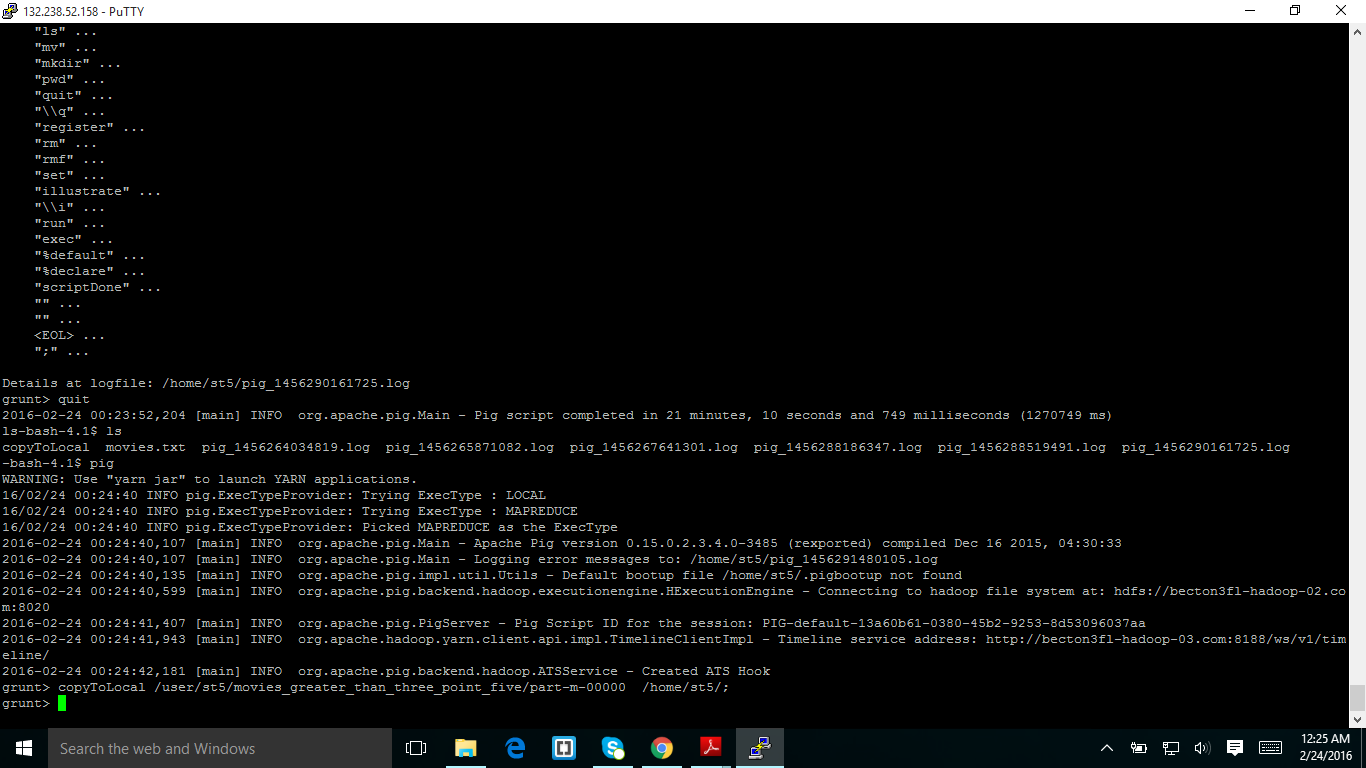 132.238.52.158 - PuTTY
"ls" ...
"mv" ...
"mkdir" ...
"pwd" ...
"quit" ...
"\\q" ...
"register" ...
"rm" ...
"rmf" ...
"set" ...
"illustrate" ...
"\\i" ...
"run" ...
"exec" ...
"%default" ...
"%declare" ...
"scriptDone" ...
"" ...
"" ...
<EOL> ...
";" ...
Details at logfile: /home/st5/pig_1456290161725.log
grunt> quit
2016-02-24 00:23:52,204 [main] INFO  org.apache.pig.Main - Pig script completed in 21 minutes, 10 seconds and 749 milliseconds (1270749 ms)
ls-bash-4.1$ ls
copyToLocal  movies.txt  pig_1456264034819.log  pig_1456265871082.log  pig_1456267641301.log  pig_1456288186347.log  pig_1456288519491.log  pig_1456290161725.log
-bash-4.1$ pig
WARNING: Use "yarn jar" to launch YARN applications.
16/02/24 00:24:40 INFO pig.ExecTypeProvider: Trying ExecType : LOCAL
16/02/24 00:24:40 INFO pig.ExecTypeProvider: Trying ExecType : MAPREDUCE
16/02/24 00:24:40 INFO pig.ExecTypeProvider: Picked MAPREDUCE as the ExecType
2016-02-24 00:24:40,107 [main] INFO  org.apache.pig.Main - Apache Pig version 0.15.0.2.3.4.0-3485 (rexported) compiled Dec 16 2015, 04:30:33
2016-02-24 00:24:40,107 [main] INFO  org.apache.pig.Main - Logging error messages to: /home/st5/pig_1456291480105.log
2016-02-24 00:24:40,135 [main] INFO  org.apache.pig.impl.util.Utils - Default bootup file /home/st5/.pigbootup not found
2016-02-24 00:24:40,599 [main] INFO  org.apache.pig.backend.hadoop.executionengine.HExecutionEngine - Connecting to hadoop file system at: hdfs://becton3fl-hadoop-02.co
m:8020
2016-02-24 00:24:41,407 [main] INFO  org.apache.pig.PigServer - Pig Script ID for the session: PIG-default-13a60b61-0380-45b2-9253-8d53096037aa
2016-02-24 00:24:41,943 [main] INFO  org.apache.hadoop.yarn.client.api.impl.TimelineClientImpl - Timeline service address: http://becton3fl-hadoop-03.com:8188/ws/v1/tim
eline/
2016-02-24 00:24:42,181 [main] INFO  org.apache.pig.backend.hadoop.ATSService - Created ATS Hook
grunt> copyToLocal /user/st5/movies_greater_than_three_point_five/part-m-00000  /home/st5/;
grunt>
Search the web and Windows
12:25 AM
2/24/2016